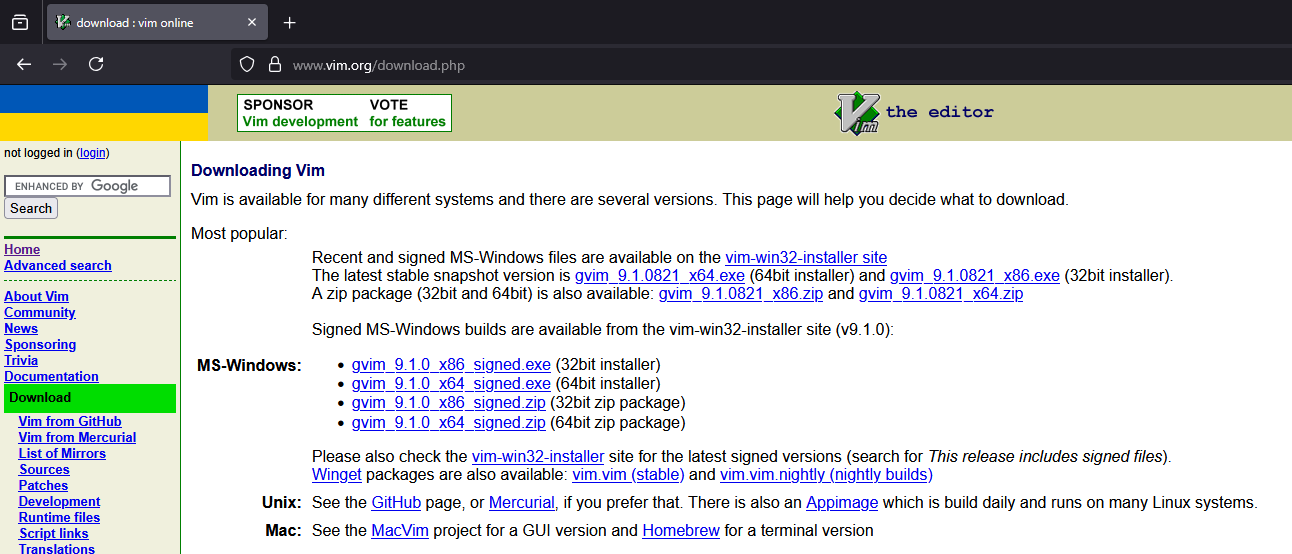 download : vim online
www.vim.org/download.php
SPONSOR VOTE
Vim development for features
Vim the editor
not logged in (login)
ENHANCED BY Google
Search
Home
Advanced search
About Vim
Community
News
Sponsoring
Trivia
Documentation
Download
Vim from GitHub
Vim from Mercurial
List of Mirrors
Sources
Patches
Development
Runtime files
Script links
Translations
Downloading Vim
Vim is available for many different systems and there are several versions. This page will help you decide what to download.
Most popular:
Recent and signed MS-Windows files are available on the vim-win32-installer site
The latest stable snapshot version is gvim_9.1.0821_x64.exe (64bit installer) and gvim_9.1.0821_x86.exe (32bit installer).
A zip package (32bit and 64bit) is also available: gvim_9.1.0821_x86.zip and gvim_9.1.0821_x64.zip
Signed MS-Windows builds are available from the vim-win32-installer site (v9.1.0):
MS-Windows:
• gvim_9.1.0_x86_signed.exe (32bit installer)
• gvim_9.1.0_x64_signed.exe (64bit installer)
• gvim_9.1.0_x86_signed.zip (32bit zip package)
• gvim_9.1.0_x64_signed.zip (64bit zip package)
Please also check the vim-win32-installer site for the latest signed versions (search for This release includes signed files).
Winget packages are also available: vim.vim (stable) and vim.vim.nightly (nightly builds)
Unix: See the GitHub page, or Mercurial, if you prefer that. There is also an Appimage which is build daily and runs on many Linux systems.
Mac: See the MacVim project for a GUI version and Homebrew for a terminal version